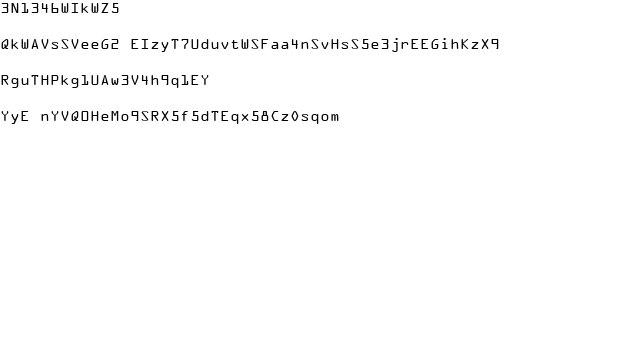 3N1346WIkWZ5
QkWAVsSVeeG2 EIzyT7UduvtWSFaa4nSvHsS5e3jrEEGihKzX9
RguTHPkg1UAw3V4h9q1EY
YyE nYVQOHeMo9SRX5f5dTEqx58Cz0sqom